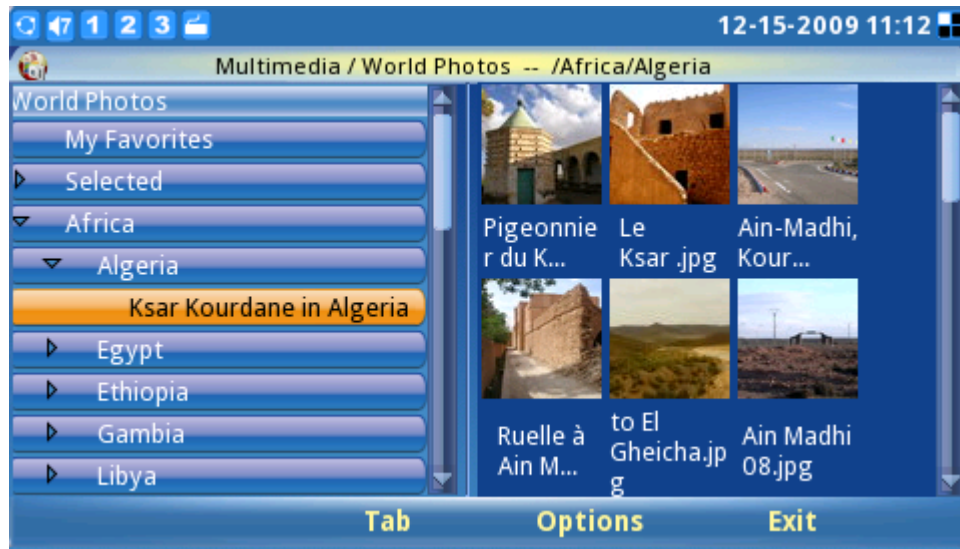 7 1 2 3 12-15-2009 11:12
Multimedia / World Photos -- /Africa/Algeria
World Photos
My Favorites
Selected
Africa
Algeria
Ksar Kourdane in Algeria
Egypt
Ethiopia
Gambia
Libya
Pigeonnie
r du K...
Le
Ksar .jpg
Ain-Madhi,
Kour...
Ruelle à
Ain M...
to El
Gheicha.jp
g
Ain Madhi
08.jpg
Tab Options Exit